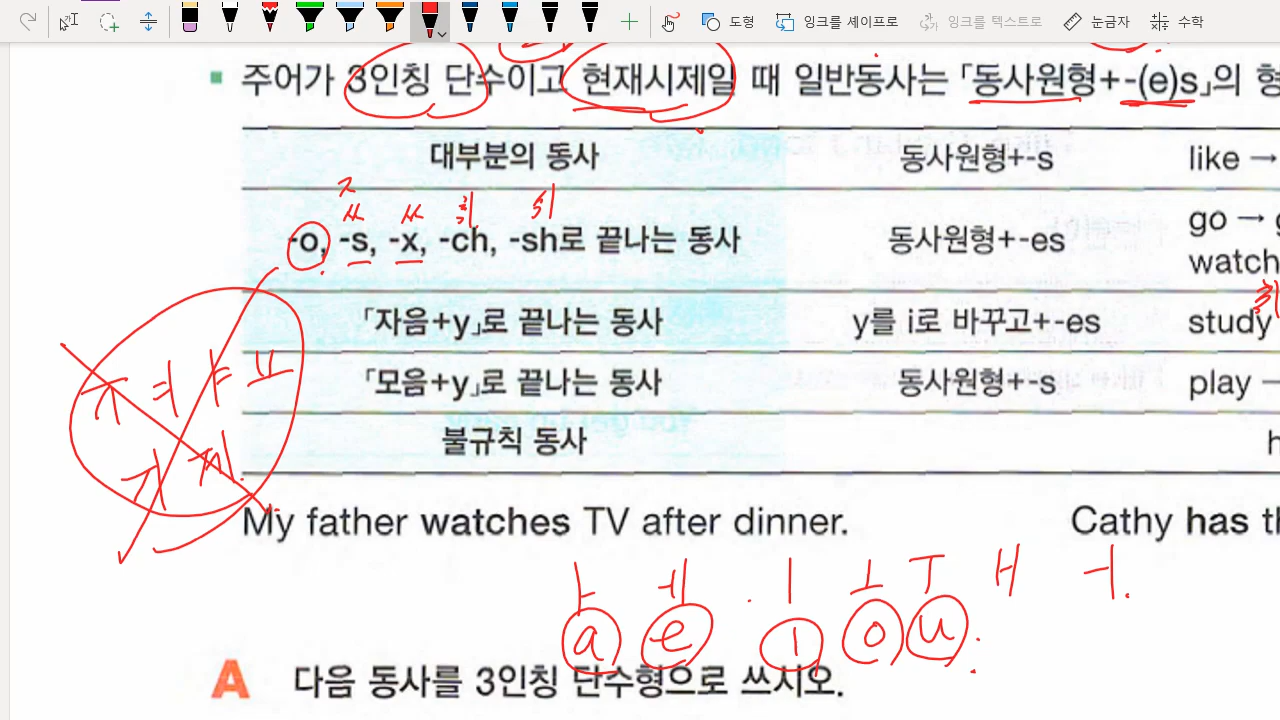 도형 잉크를 셰이프로 잉크를 텍스트로 눈금자 수학
주어가 3인칭 단수이고 현재시제일 때 일반동사는 「동사원형+-(e)s」의 형
대부분의 동사 동사원형+-s like →
ㅈ
ㅆ ㅆ 취 쉬
-o, -s, -x, -ch, -sh로 끝나는 동사 동사원형+-es go →
watch
「자음+y」로 끝나는 동사 y를 i로 바꾸고+-es study
「모음+y」로 끝나는 동사 동사원형+-s play
불규칙 동사 h
My father watches TV after dinner. Cathy has th
ㅏ ㅔ ㅣ ㅗ ㅜ ㅐ ㅓ
a e i o u
A 다음 동사를 3인칭 단수형으로 쓰시오.